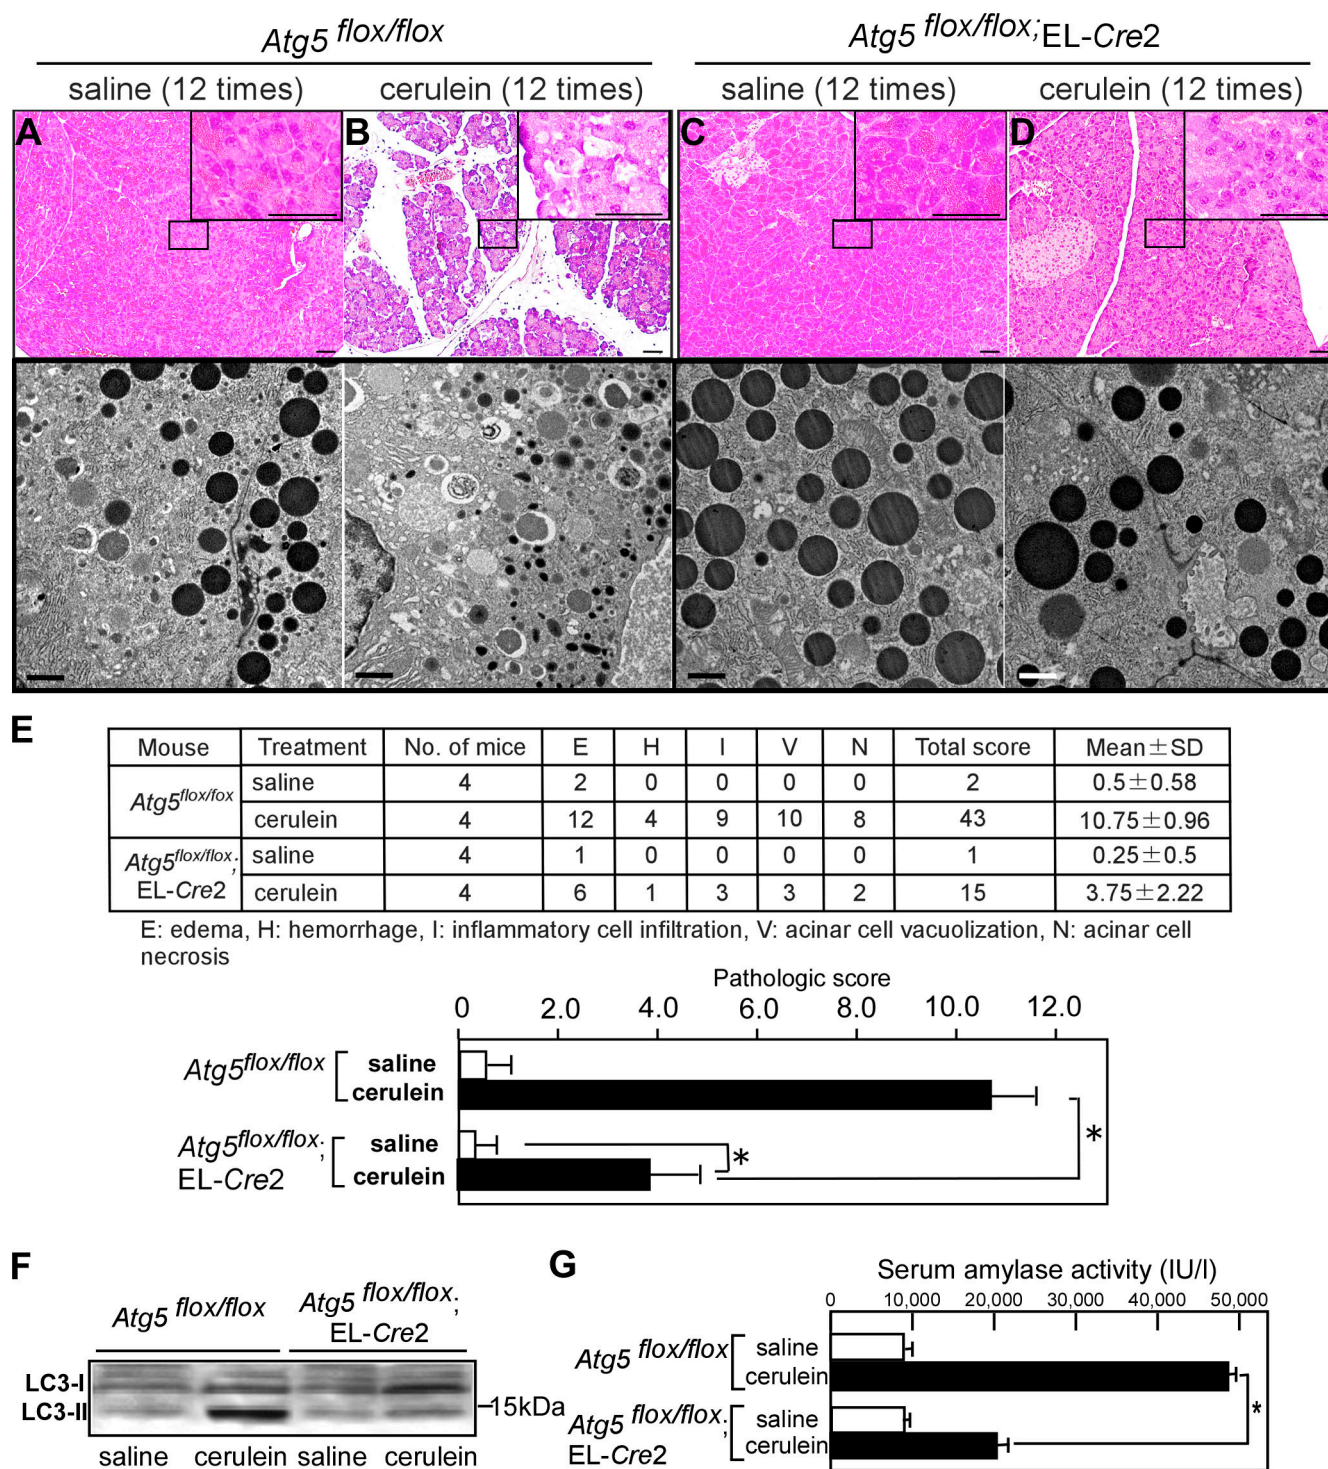 Atg5 flox/flox
Atg5 flox/flox; EL-Cre2
saline (12 times) cerulein (12 times) saline (12 times) cerulein (12 times)
A B C D
E
Mouse Treatment No. of mice E H I V N Total score Mean±SD
Atg5flox/fox saline 4 2 0 0 0 0 2 0.5±0.58
cerulein 4 12 4 9 10 8 43 10.75±0.96
Atg5flox/flox; EL-Cre2 saline 4 1 0 0 0 0 1 0.25±0.5
cerulein 4 6 1 3 3 2 15 3.75±2.22
E: edema, H: hemorrhage, I: inflammatory cell infiltration, V: acinar cell vacuolization, N: acinar cell
necrosis
Pathologic score
0 2.0 4.0 6.0 8.0 10.0 12.0
Atg5flox/flox saline
cerulein
*
Atg5flox/flox; saline
*
EL-Cre2 cerulein
F
Atg5 flox/flox Atg5 flox/flox;
EL-Cre2
LC3-I
LC3-II
15kDa
saline cerulein saline cerulein
G
Serum amylase activity (IU/l)
0 10,000 20,000 30,000 40,000 50,000
Atg5 flox/flox saline
cerulein
*
Atg5 flox/flox; saline
EL-Cre2 cerulein